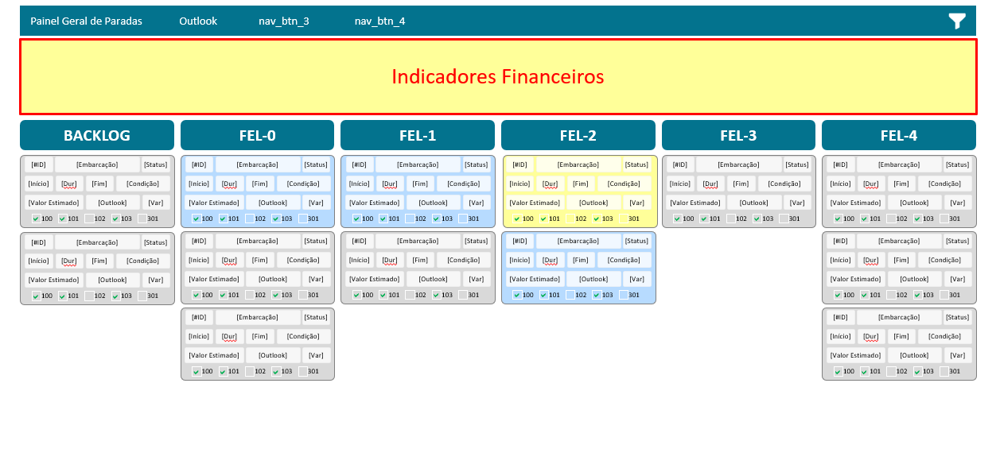 Painel Geral de Paradas Outlook nav_btn_3 nav_btn_4
Indicadores Financeiros
BACKLOG FEL-0 FEL-1 FEL-2 FEL-3 FEL-4
[#ID] [Embarcação] [Status] [#ID] [Embarcação] [Status] [#ID] [Embarcação] [Status] [#ID] [Embarcação] [Status] [#ID] [Embarcação] [Status] [#ID] [Embarcação] [Status]
[Início] [Dur] [Fim] [Condição] [Início] [Dur] [Fim] [Condição] [Início] [Dur] [Fim] [Condição] [Início] [Dur] [Fim] [Condição] [Início] [Dur] [Fim] [Condição] [Início] [Dur] [Fim] [Condição]
[Valor Estimado] [Outlook] [Var] [Valor Estimado] [Outlook] [Var] [Valor Estimado] [Outlook] [Var] [Valor Estimado] [Outlook] [Var] [Valor Estimado] [Outlook] [Var] [Valor Estimado] [Outlook] [Var]
100 101 102 103 301 100 101 102 103 301 100 101 102 103 301 100 101 102 103 301 100 101 102 103 301 100 101 102 103 301
[#ID] [Embarcação] [Status] [#ID] [Embarcação] [Status] [#ID] [Embarcação] [Status] [#ID] [Embarcação] [Status] [#ID] [Embarcação] [Status]
[Início] [Dur] [Fim] [Condição] [Início] [Dur] [Fim] [Condição] [Início] [Dur] [Fim] [Condição] [Início] [Dur] [Fim] [Condição] [Início] [Dur] [Fim] [Condição]
[Valor Estimado] [Outlook] [Var] [Valor Estimado] [Outlook] [Var] [Valor Estimado] [Outlook] [Var] [Valor Estimado] [Outlook] [Var] [Valor Estimado] [Outlook] [Var]
100 101 102 103 301 100 101 102 103 301 100 101 102 103 301 100 101 102 103 301 100 101 102 103 301
[#ID] [Embarcação] [Status] [#ID] [Embarcação] [Status]
[Início] [Dur] [Fim] [Condição] [Início] [Dur] [Fim] [Condição]
[Valor Estimado] [Outlook] [Var] [Valor Estimado] [Outlook] [Var]
100 101 102 103 301 100 101 102 103 301